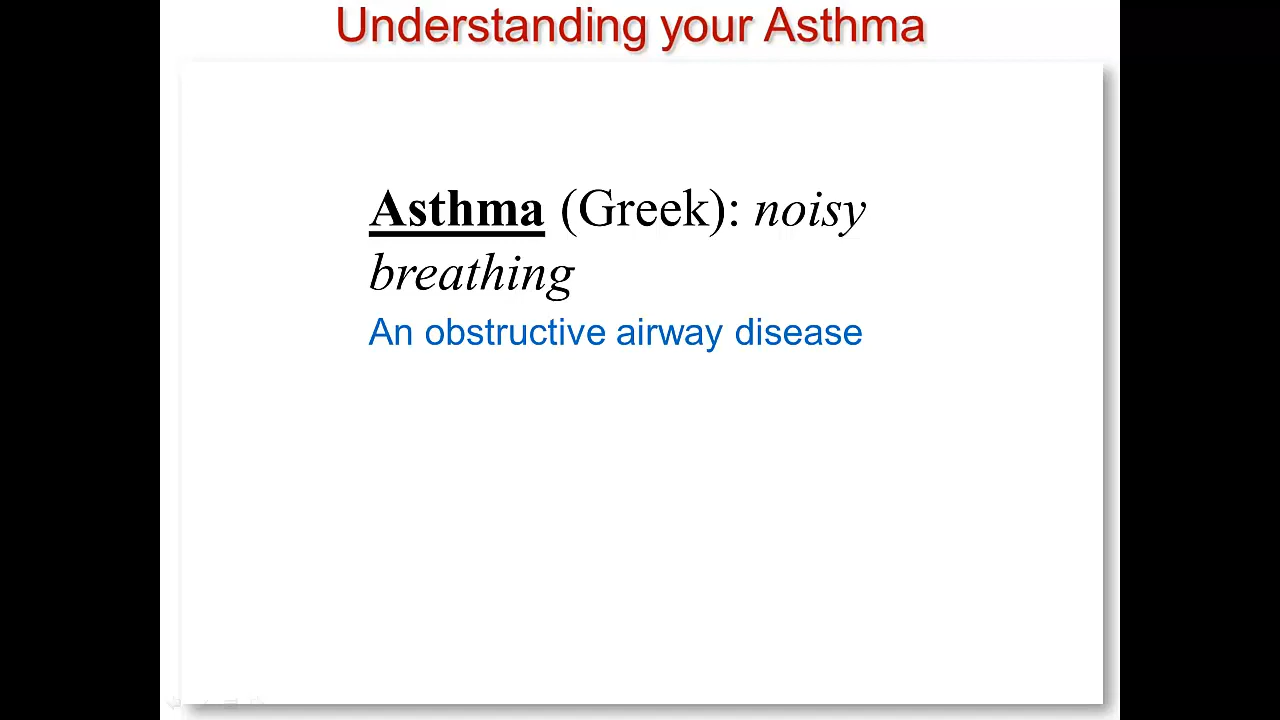 Understanding your Asthma
Asthma (Greek): noisy
breathing
An obstructive airway disease